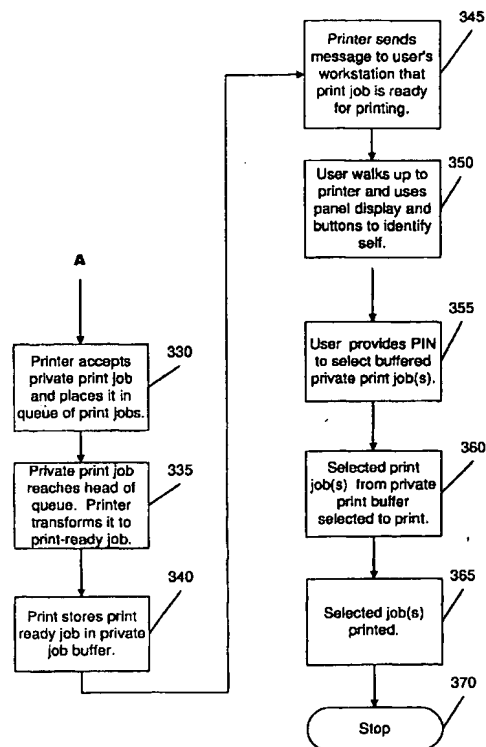 A
Printer accepts
private print job
and places it in
queue of print jobs.
330
Private print job
reaches head of
queue. Printer
transforms it to
print-ready job.
335
Print stores print
ready job in private
job buffer.
340
Printer sends
message to user's
workstation that
print job is ready
for printing.
345
User walks up to
printer and uses
panel display and
buttons to identify
self.
350
User provides PIN
to select buffered
private print job(s).
355
Selected print
job(s) from private
print buffer
selected to print.
360
Selected job(s)
printed.
365
Stop
370